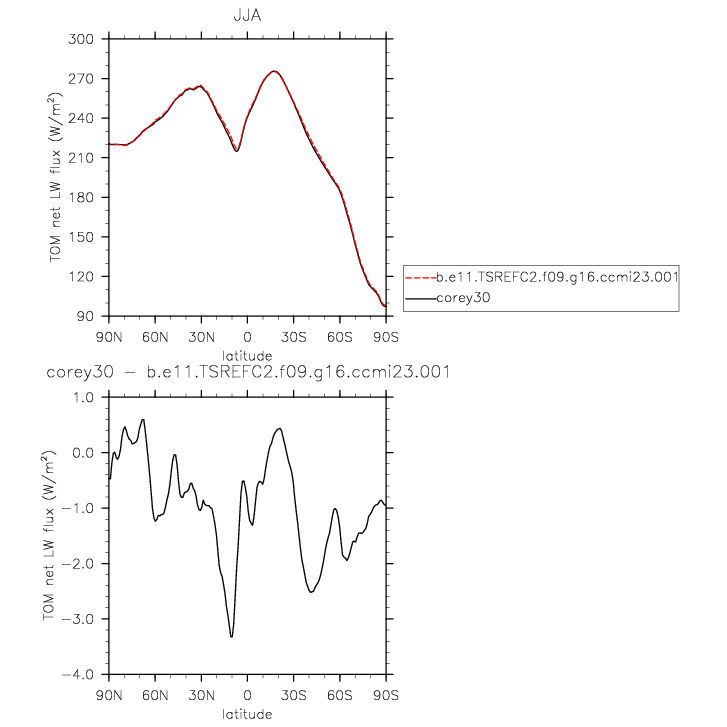 JJA
300
270
240
210
180
150
120
90
TOM net LW flux (W/m²)
90N 60N 30N 0 30S 60S 90S
latitude
b.e11.TSREFC2.f09.g16.ccmi23.001
corey30
corey30 − b.e11.TSREFC2.f09.g16.ccmi23.001
1.0
0.0
−1.0
−2.0
−3.0
−4.0
TOM net LW flux (W/m²)
90N 60N 30N 0 30S 60S 90S
latitude